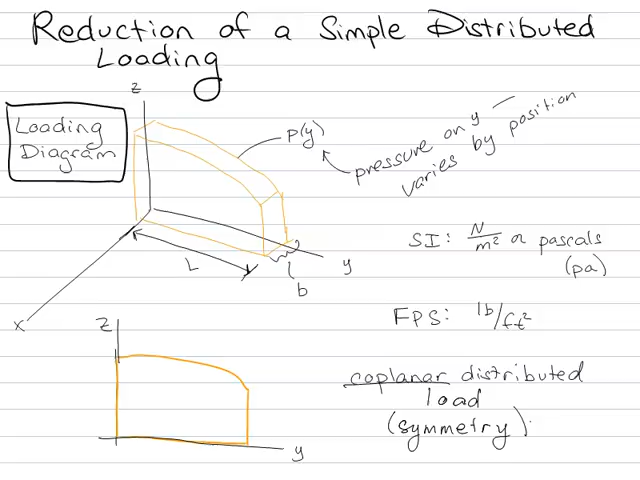 Reduction of a Simple Distributed
Loading
z
Loading
Diagram
P(y)
pressure on y
varies by position
SI: N/m² or pascals
(pa)
L
y
b
x
FPS: lb/ft²
z
coplanar distributed
load
(symmetry)
y